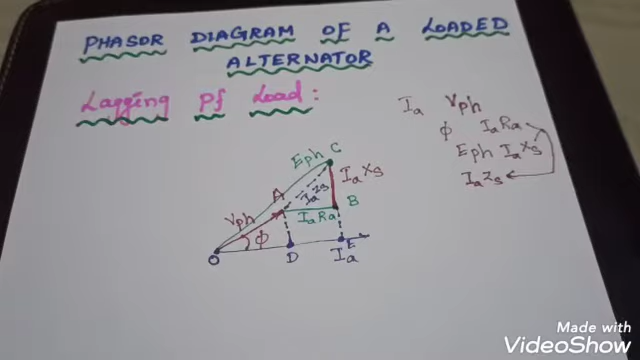 PHASOR DIAGRAM OF A LOADED
ALTERNATOR
Lagging Pf Load:
Ia Vph
ϕ IaRa
Eph IaXs
IaZs
Eph C
IaXs
A
IaZs
Vph
B
IaRa
ϕ
O
D
E
Ia
Made with
VideoShow